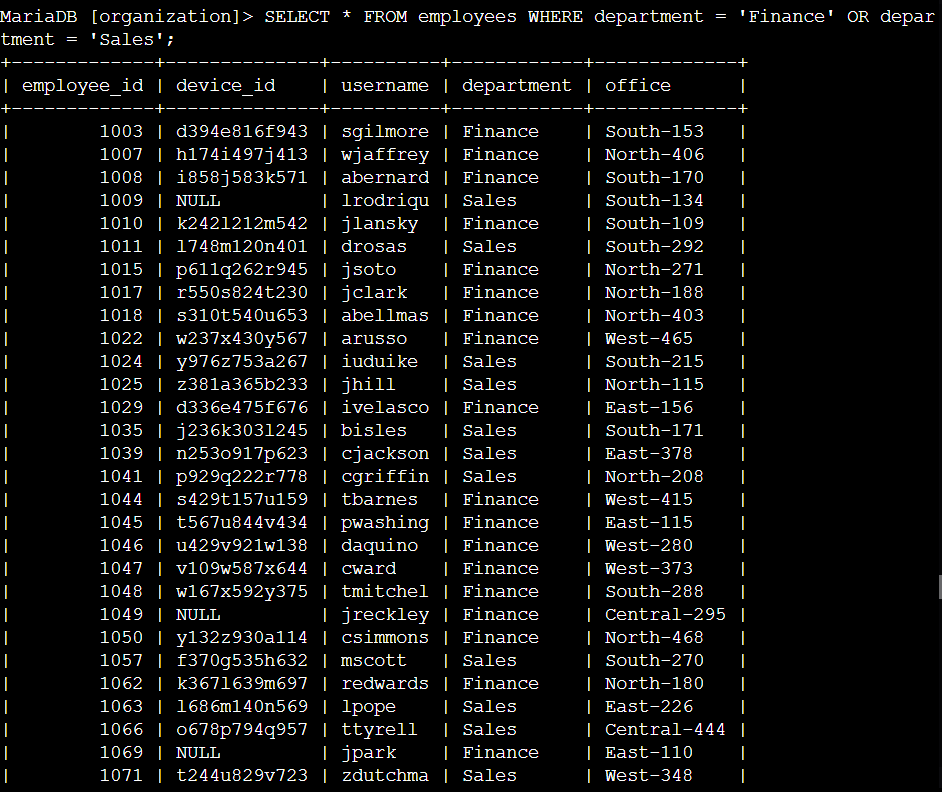 MariaDB [organization]> SELECT * FROM employees WHERE department = 'Finance' OR depar
tment = 'Sales';
+-------------+--------------+----------+------------+-------------+
| employee_id | device_id    | username | department | office      |
+-------------+--------------+----------+------------+-------------+
|        1003 | d394e816f943 | sgilmore | Finance    | South-153   |
|        1007 | h174i497j413 | wjaffrey | Finance    | North-406   |
|        1008 | i858j583k571 | abernard | Finance    | South-170   |
|        1009 | NULL         | lrodriqu | Sales      | South-134   |
|        1010 | k242l212m542 | jlansky  | Finance    | South-109   |
|        1011 | l748m120n401 | drosas   | Sales      | South-292   |
|        1015 | p611q262r945 | jsoto    | Finance    | North-271   |
|        1017 | r550s824t230 | jclark   | Finance    | North-188   |
|        1018 | s310t540u653 | abellmas | Finance    | North-403   |
|        1022 | w237x430y567 | arusso   | Finance    | West-465    |
|        1024 | y976z753a267 | iuduike  | Sales      | South-215   |
|        1025 | z381a365b233 | jhill    | Sales      | North-115   |
|        1029 | d336e475f676 | ivelasco | Finance    | East-156    |
|        1035 | j236k303l245 | bisles   | Sales      | South-171   |
|        1039 | n253o917p623 | cjackson | Sales      | East-378    |
|        1041 | p929q222r778 | cgriffin | Sales      | North-208   |
|        1044 | s429t157u159 | tbarnes  | Finance    | West-415    |
|        1045 | t567u844v434 | pwashing | Finance    | East-115    |
|        1046 | u429v921w138 | daquino  | Finance    | West-280    |
|        1047 | v109w587x644 | cward    | Finance    | West-373    |
|        1048 | w167x592y375 | tmitchel | Finance    | South-288   |
|        1049 | NULL         | jreckley | Finance    | Central-295 |
|        1050 | y132z930a114 | csimmons | Finance    | North-468   |
|        1057 | f370g535h632 | mscott   | Sales      | South-270   |
|        1062 | k367l639m697 | redwards | Finance    | North-180   |
|        1063 | l686m140n569 | lpope    | Sales      | East-226    |
|        1066 | o678p794q957 | ttyrell  | Sales      | Central-444 |
|        1069 | NULL         | jpark    | Finance    | East-110    |
|        1071 | t244u829v723 | zdutchma | Sales      | West-348    |